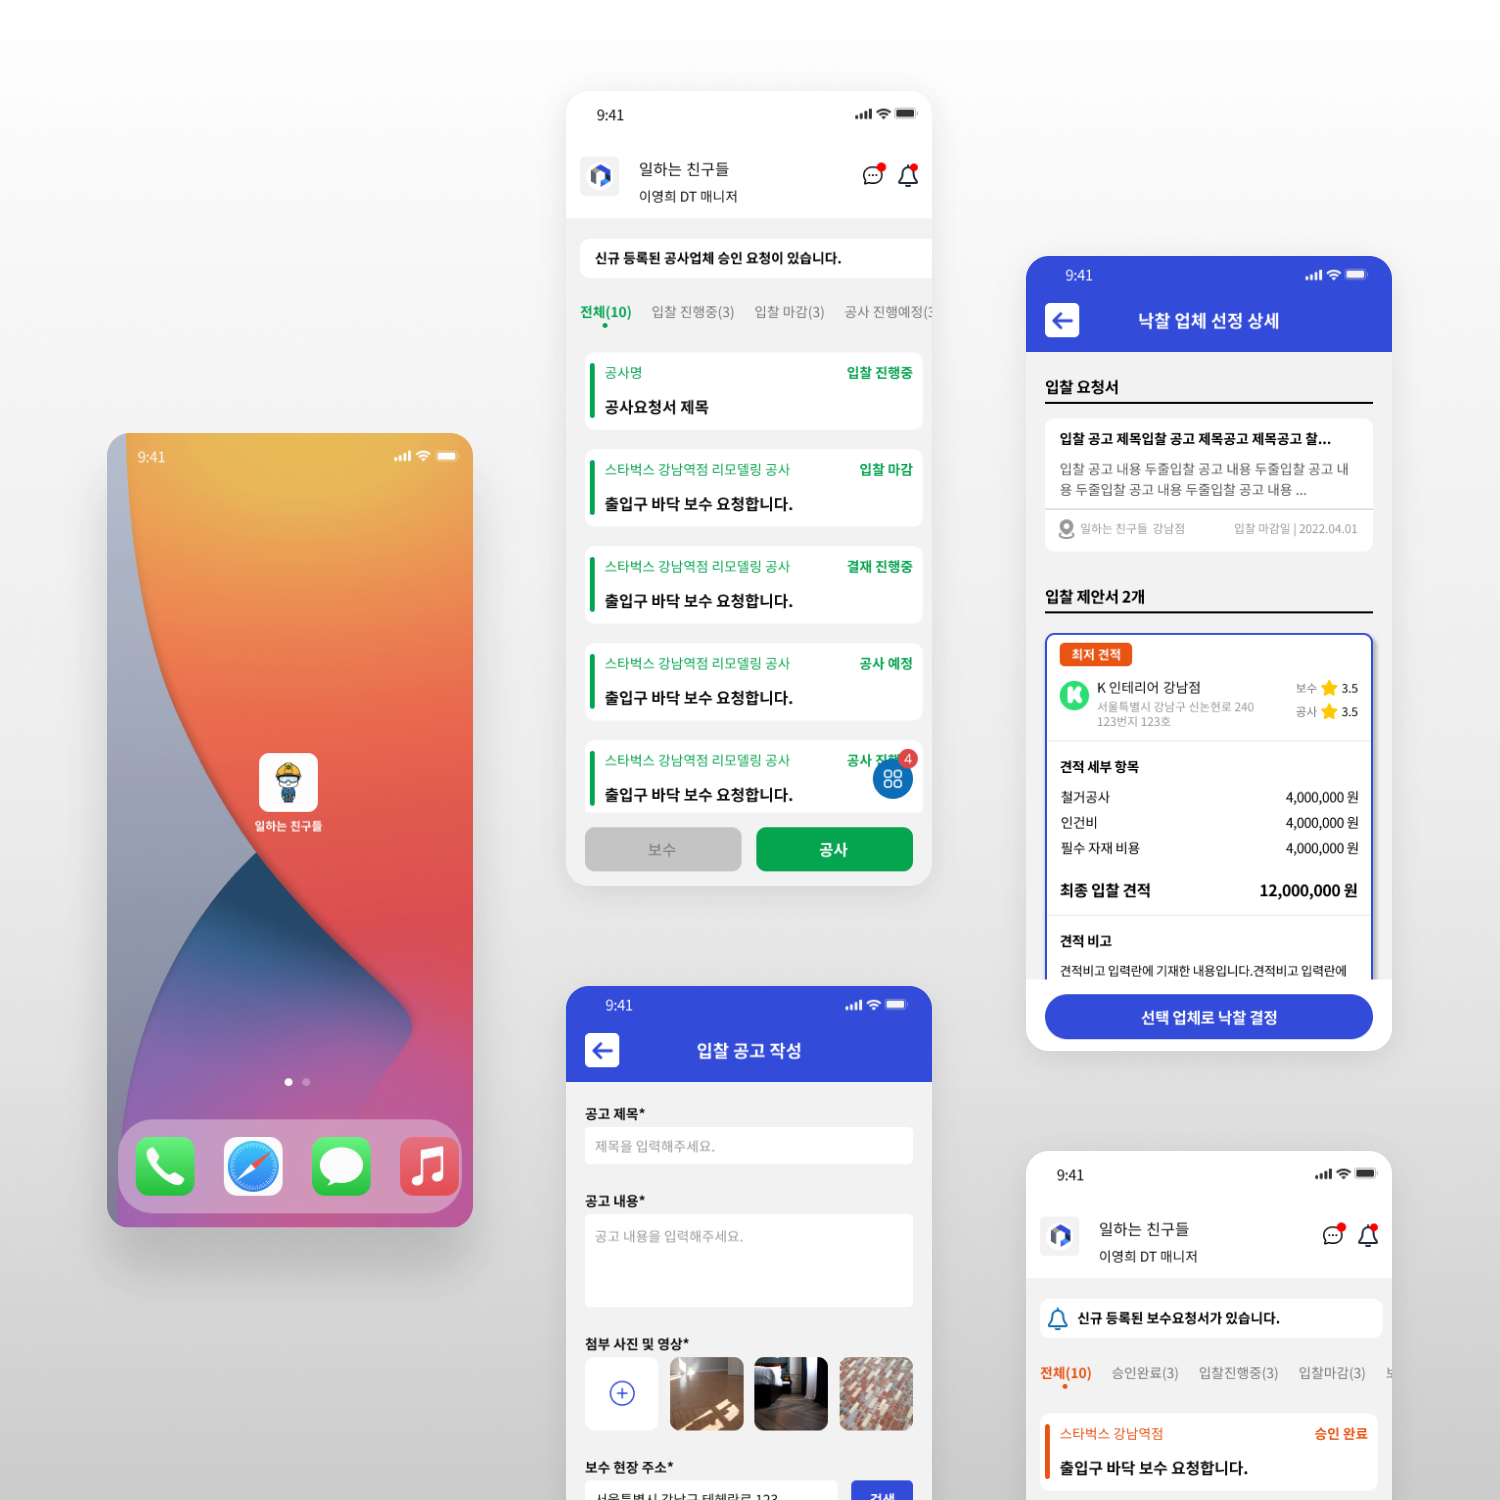 9:41
일하는 친구들
9:41
일하는 친구들
이영희 DT 매니저
신규 등록된 공사업체 승인 요청이 있습니다.
전체(10) 입찰 진행중(3) 입찰 마감(3) 공사 진행예정(3
공사명 입찰 진행중
공사요청서 제목
스타벅스 강남역점 리모델링 공사 입찰 마감
출입구 바닥 보수 요청합니다.
스타벅스 강남역점 리모델링 공사 결재 진행중
출입구 바닥 보수 요청합니다.
스타벅스 강남역점 리모델링 공사 공사 예정
출입구 바닥 보수 요청합니다.
스타벅스 강남역점 리모델링 공사 공사 4
출입구 바닥 보수 요청합니다.
보수 공사
9:41
입찰 공고 작성
공고 제목*
제목을 입력해주세요.
공고 내용*
공고 내용을 입력해주세요.
첨부 사진 및 영상*
보수 현장 주소*
서울특별시 강남구 테헤란로 123 검색
9:41
낙찰 업체 선정 상세
입찰 요청서
입찰 공고 제목입찰 공고 제목공고 제목공고 찰...
입찰 공고 내용 두줄입찰 공고 내용 두줄입찰 공고 내
용 두줄입찰 공고 내용 두줄입찰 공고 내용 ...
일하는 친구들 강남점 입찰 마감일 | 2022.04.01
입찰 제안서 2개
최저 견적
K 인테리어 강남점 보수 3.5
서울특별시 강남구 신논현로 240 공사 3.5
123번지 123호
견적 세부 항목
철거공사 4,000,000 원
인건비 4,000,000 원
필수 자재 비용 4,000,000 원
최종 입찰 견적 12,000,000 원
견적 비고
견적비고 입력란에 기재한 내용입니다.견적비고 입력란에
선택 업체로 낙찰 결정
9:41
일하는 친구들
이영희 DT 매니저
신규 등록된 보수요청서가 있습니다.
전체(10) 승인완료(3) 입찰진행중(3) 입찰마감(3)
스타벅스 강남역점 승인 완료
출입구 바닥 보수 요청합니다.